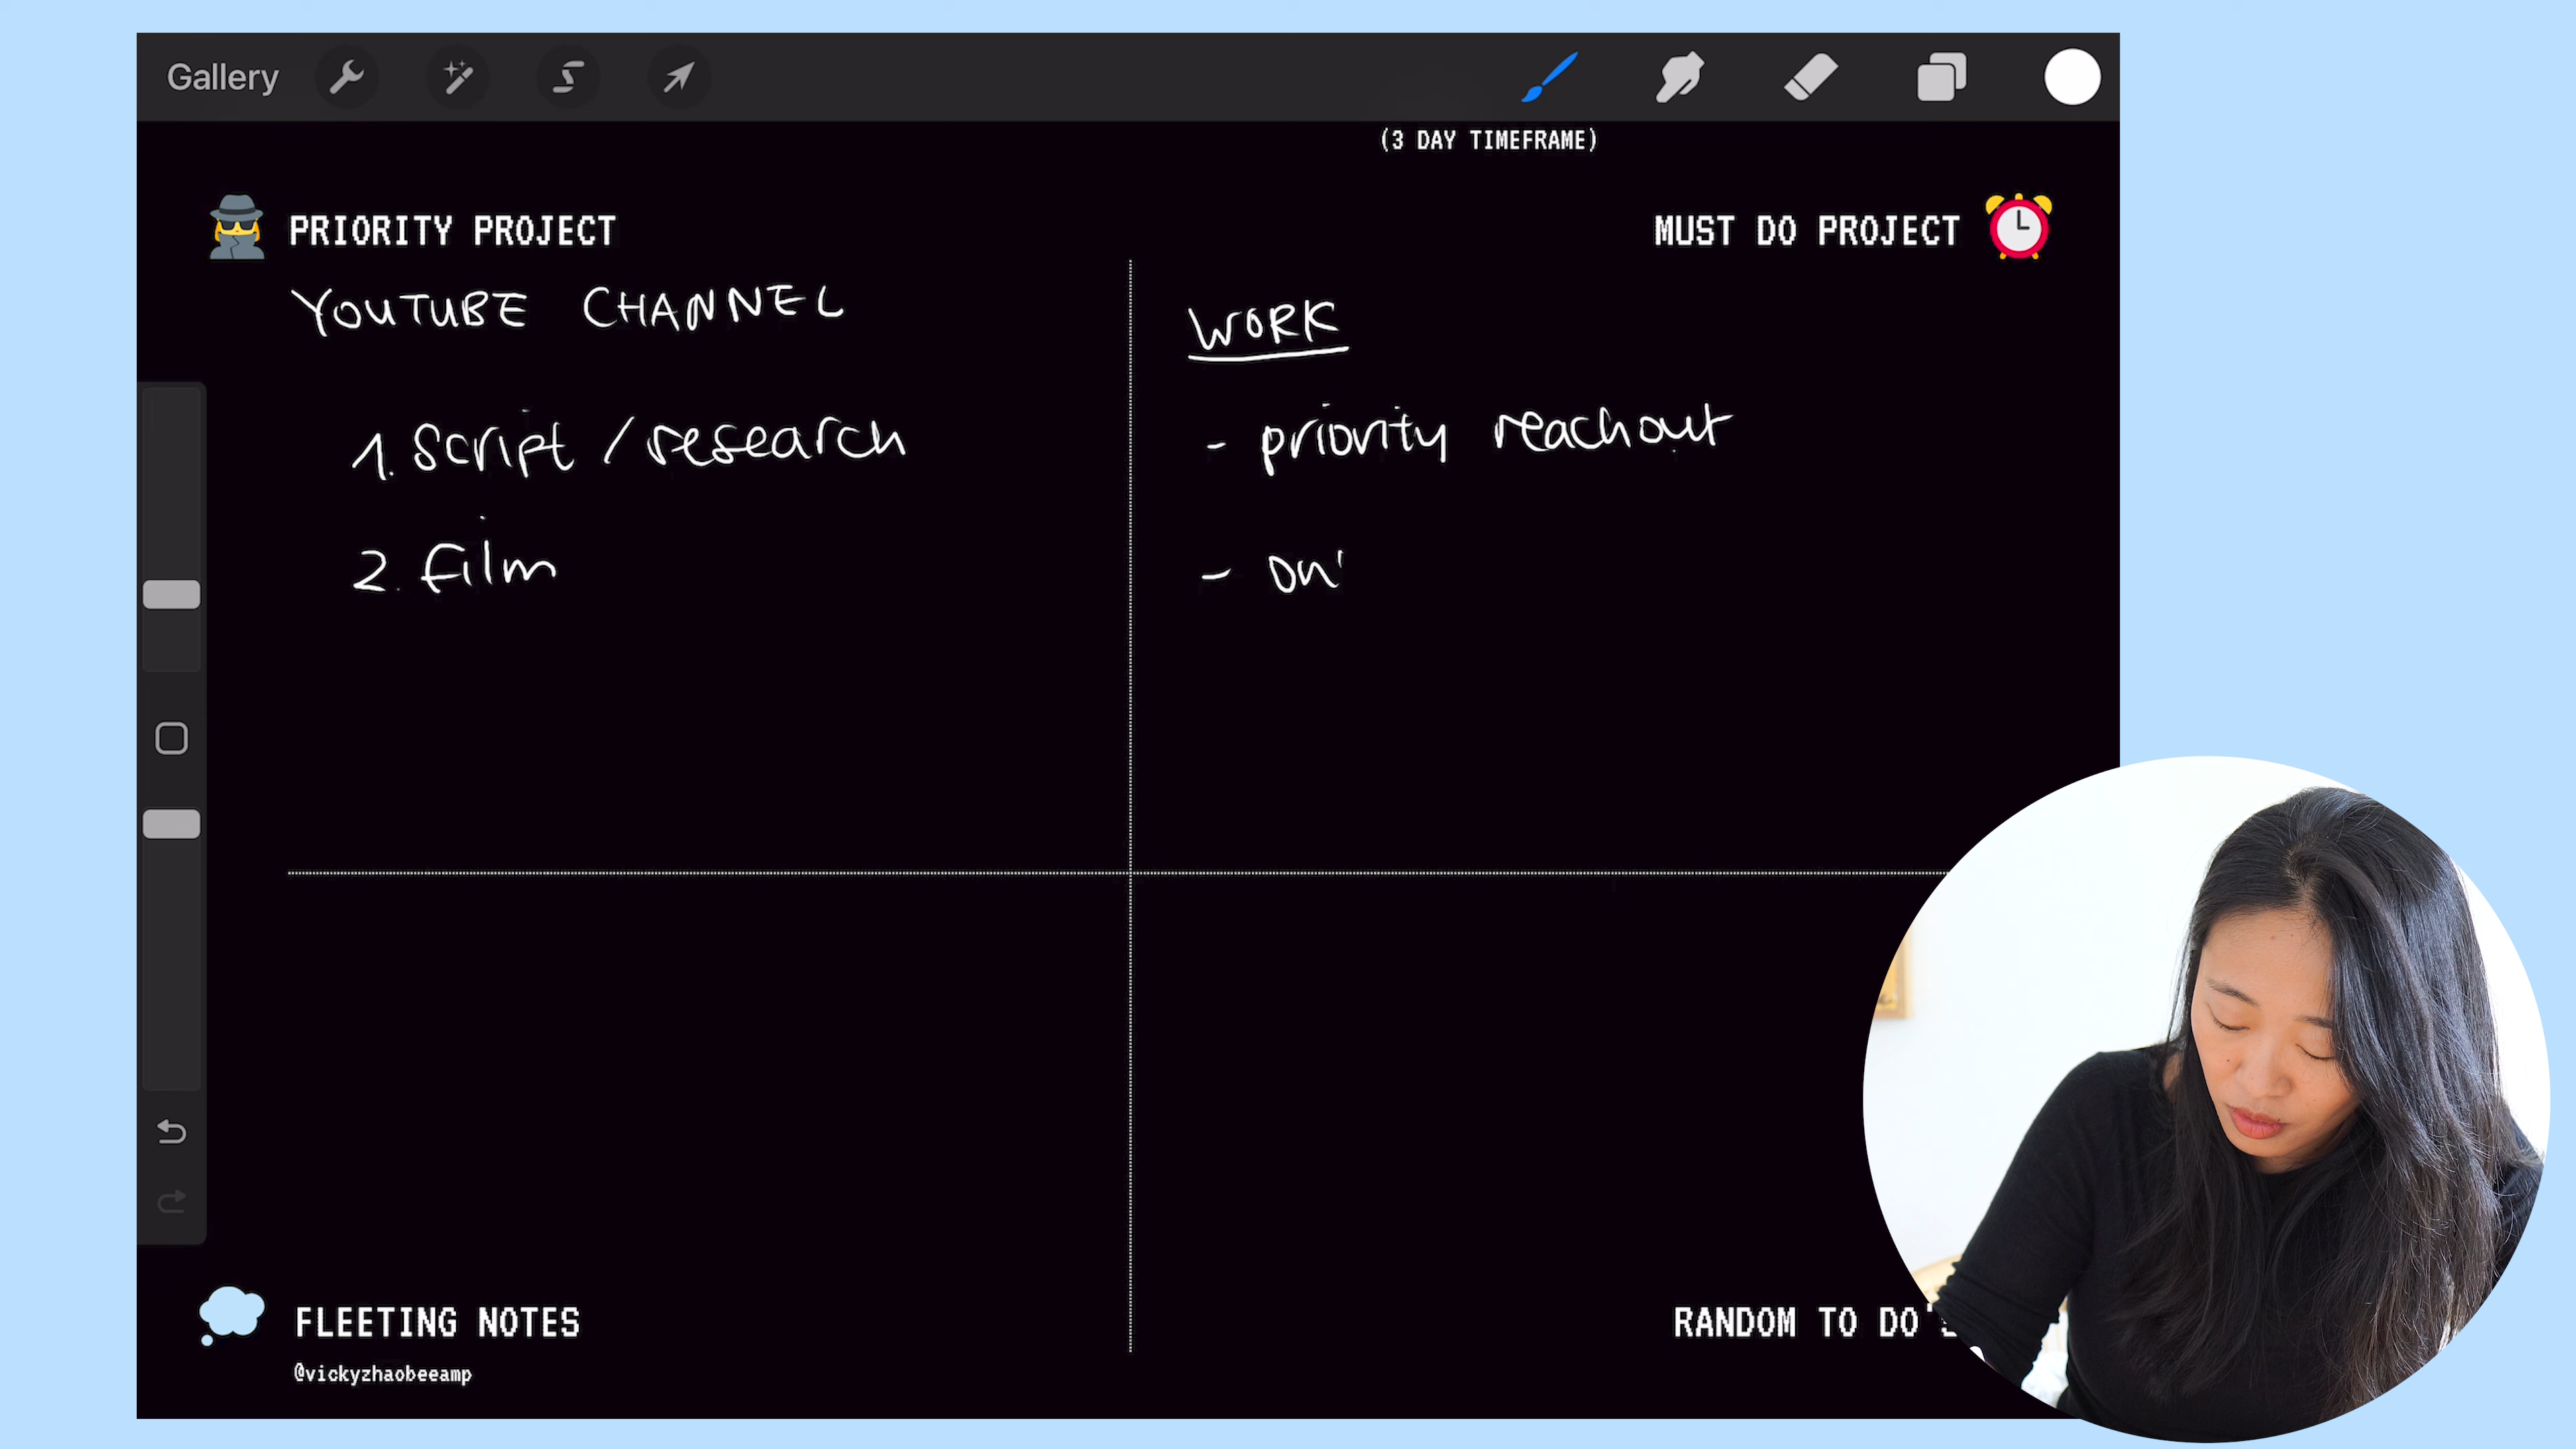 Gallery
(3 DAY TIMEFRAME)
PRIORITY PROJECT
YOUTUBE CHANNEL
1. script / research
2. film
MUST DO PROJECT
WORK
- priority reachout
- on
FLEETING NOTES
@vickyzhaobeeamp
RANDOM TO DO'S